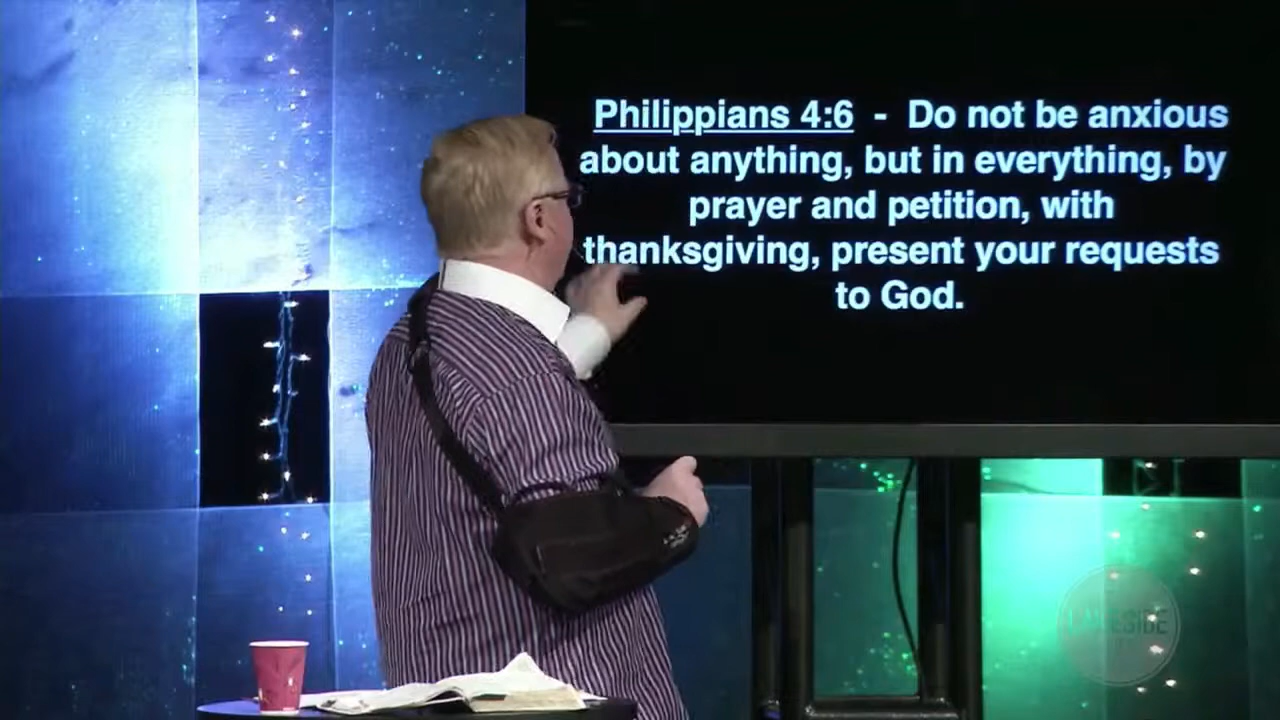 Philippians 4:6 - Do not be anxious
about anything, but in everything, by
prayer and petition, with
thanksgiving, present your requests
to God.
LAKESIDE